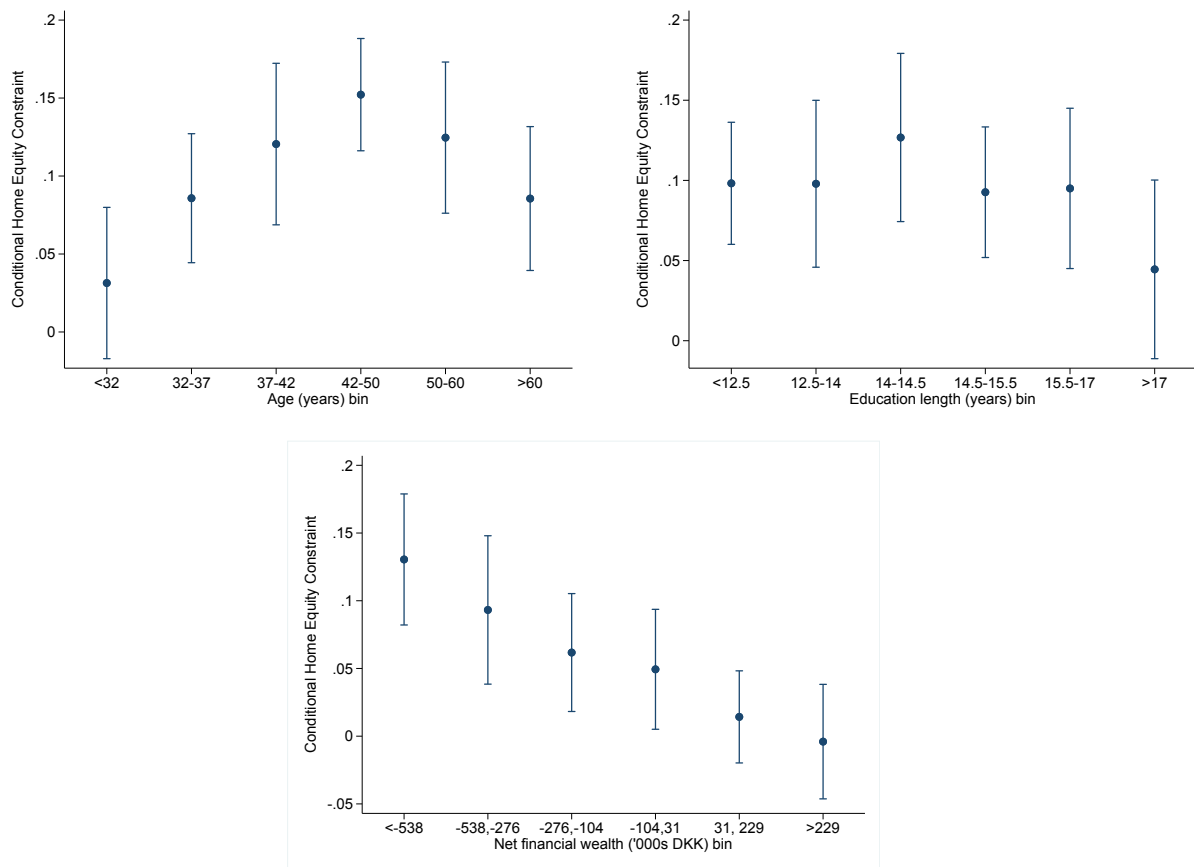 Conditional Home Equity Constraint
.2
.15
.1
.05
0
<32 32-37 37-42 42-50 50-60 >60
Age (years) bin
Conditional Home Equity Constraint
.2
.15
.1
.05
0
<12.5 12.5-14 14-14.5 14.5-15.5 15.5-17 >17
Education length (years) bin
Conditional Home Equity Constraint
.2
.15
.1
.05
0
-.05
<-538 -538,-276 -276,-104 -104,31 31, 229 >229
Net financial wealth ('000s DKK) bin